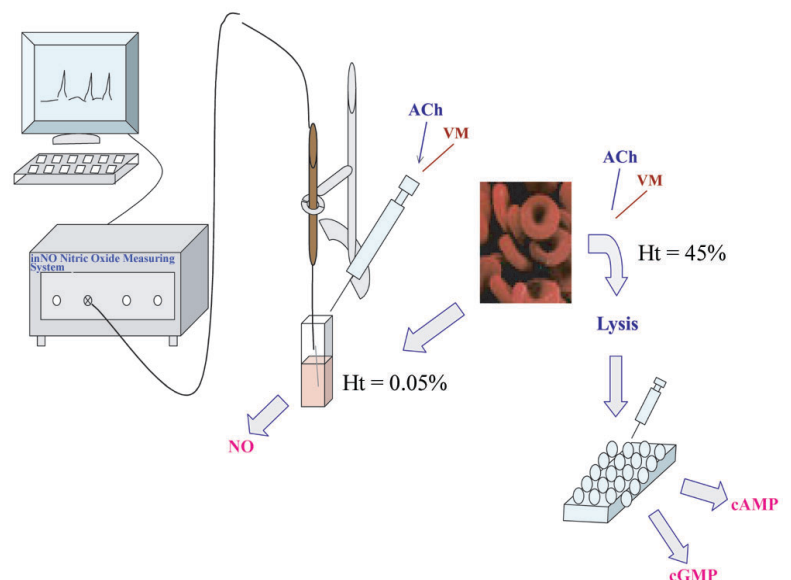 ACh
VM
ACh
VM
inNO Nitric Oxide Measuring
System
Ht = 45%
Lysis
Ht = 0.05%
NO
cAMP
cGMP